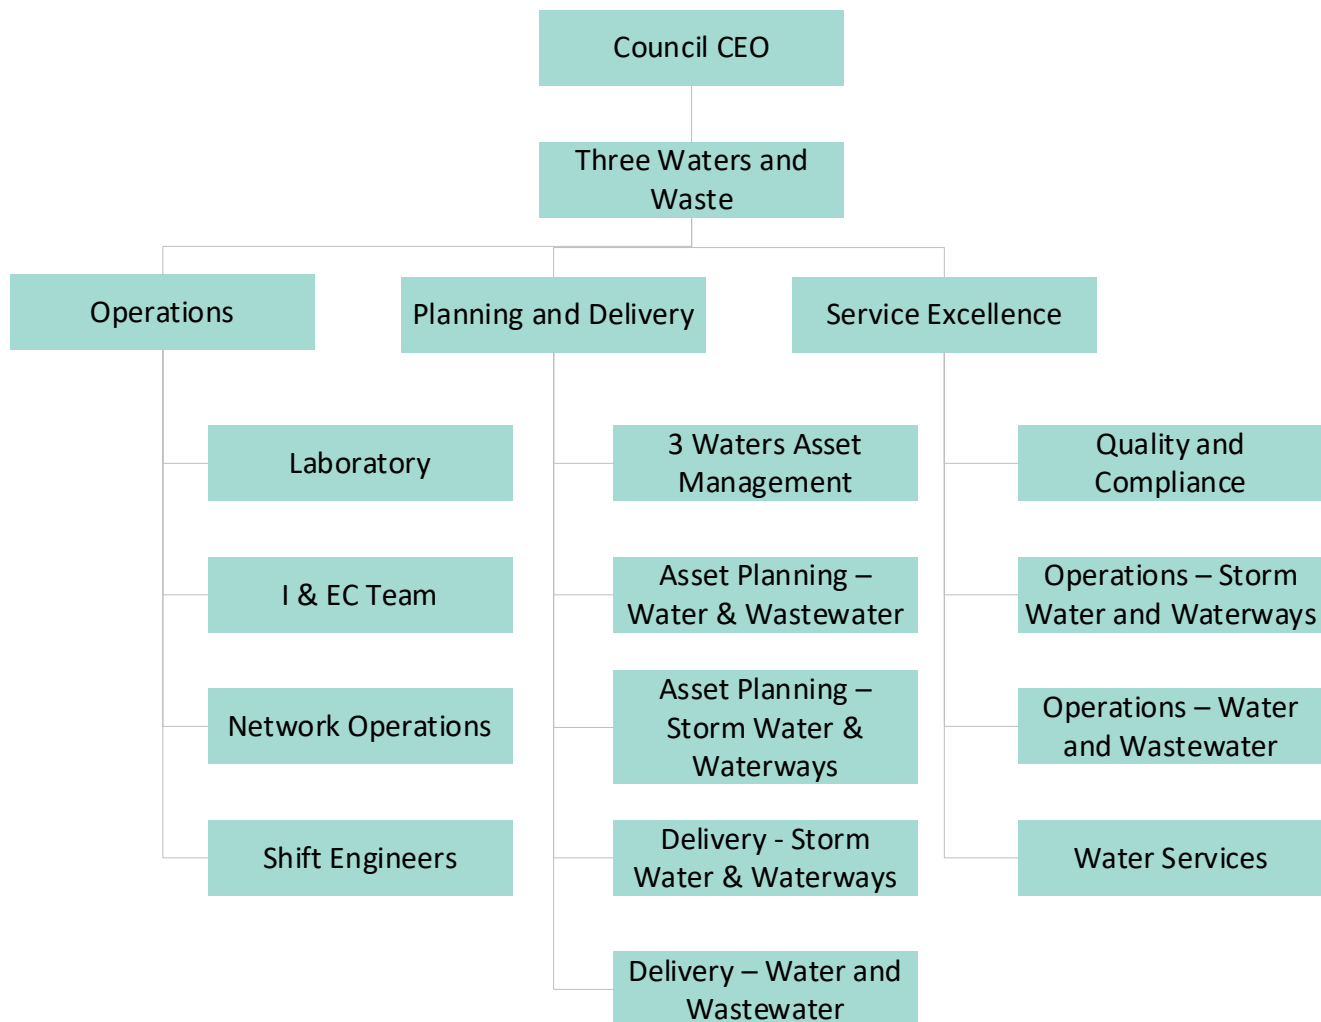 Council CEO
Three Waters and
Waste
Operations
Planning and Delivery
Service Excellence
Laboratory
I & EC Team
Network Operations
Shift Engineers
3 Waters Asset
Management
Asset Planning –
Water & Wastewater
Asset Planning –
Storm Water &
Waterways
Delivery - Storm
Water & Waterways
Delivery – Water and
Wastewater
Quality and
Compliance
Operations – Storm
Water and Waterways
Operations – Water
and Wastewater
Water Services